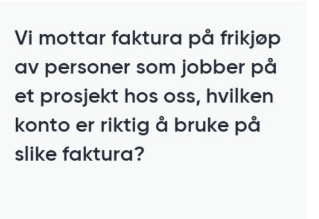 Vi mottar faktura på frikjøp
av personer som jobber på
et prosjekt hos oss, hvilken
konto er riktig å bruke på
slike faktura?